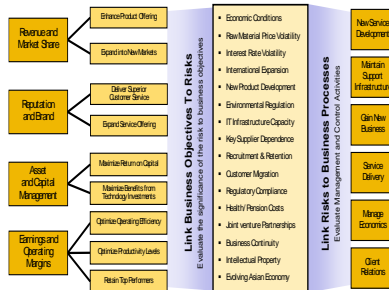 Revenue and
Market Share
Enhance Product Offering
Expand into New Markets
Reputation
and Brand
Deliver Superior
Customer Service
Expand Service Offering
Asset
and Capital
Management
Maximize Return on Capital
Maximize Benefits from
Technology Investments
Earnings and
Operating
Margins
Optimize Operating Efficiency
Optimize Productivity Levels
Retain Top Performers
Link Business Objectives To Risks
Evaluate the significance of the risk to business objectives
▪ Economic Conditions
▪ Raw Material Price Volatility
▪ Interest Rate Volatility
▪ International Expansion
▪ New Product Development
▪ Environmental Regulation
▪ IT Infrastructure Capacity
▪ Key Supplier Dependence
▪ Recruitment & Retention
▪ Customer Migration
▪ Regulatory Compliance
▪ Health/ Pension Costs
▪ Joint venture Partnerships
▪ Business Continuity
▪ Intellectual Property
▪ Evolving Asian Economy
Link Risks to Business Processes
Evaluate Management and Control Activities
New Service
Development
Maintain
Support
Infrastructure
Gain New
Business
Service
Delivery
Manage
Economics
Client
Relations